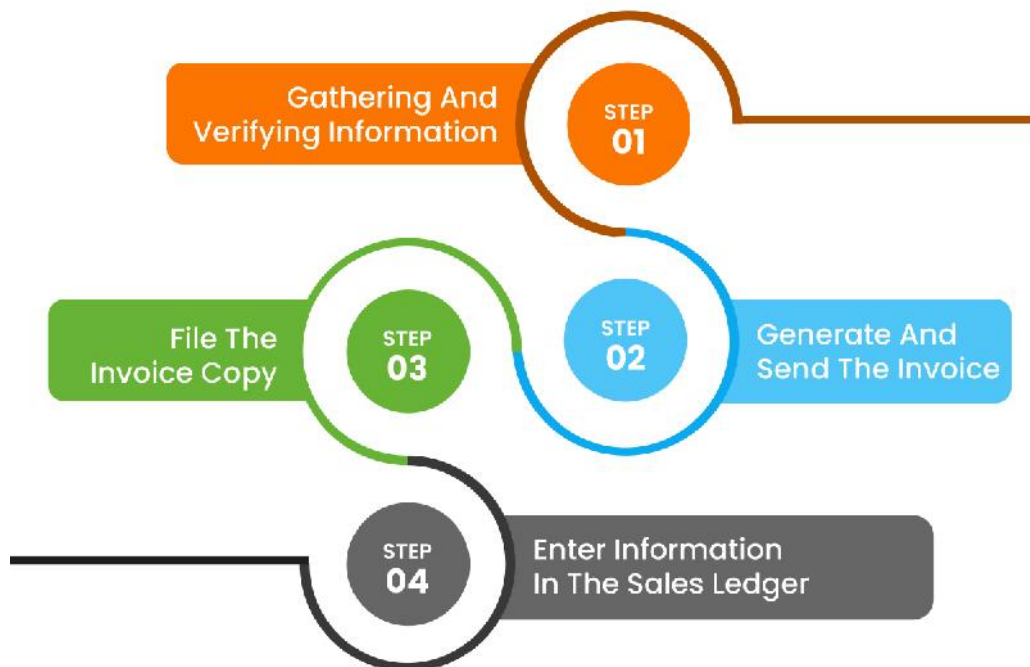 Gathering And
Verifying Information
STEP
01
STEP
02
Generate And
Send The Invoice
File The
Invoice Copy
STEP
03
STEP
04
Enter Information
In The Sales Ledger